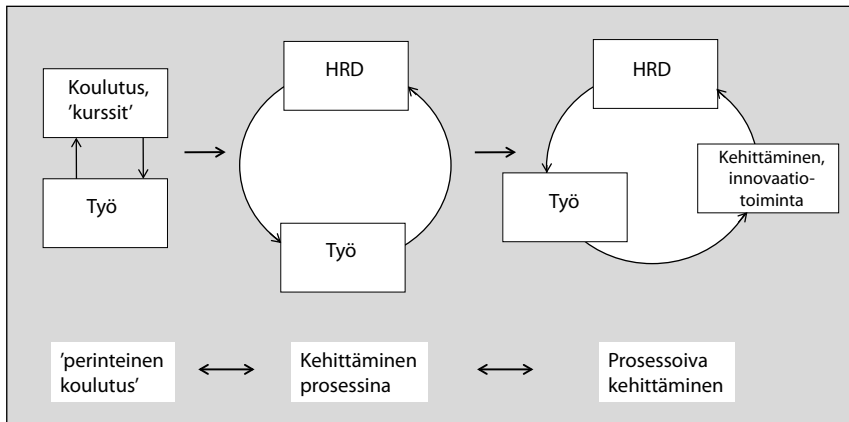 Koulutus,
’kurssit’
Työ
HRD
Työ
HRD
Kehittäminen,
innovaatio-
toiminta
Työ
’perinteinen
koulutus’
Kehittäminen
prosessina
Prosessoiva
kehittäminen